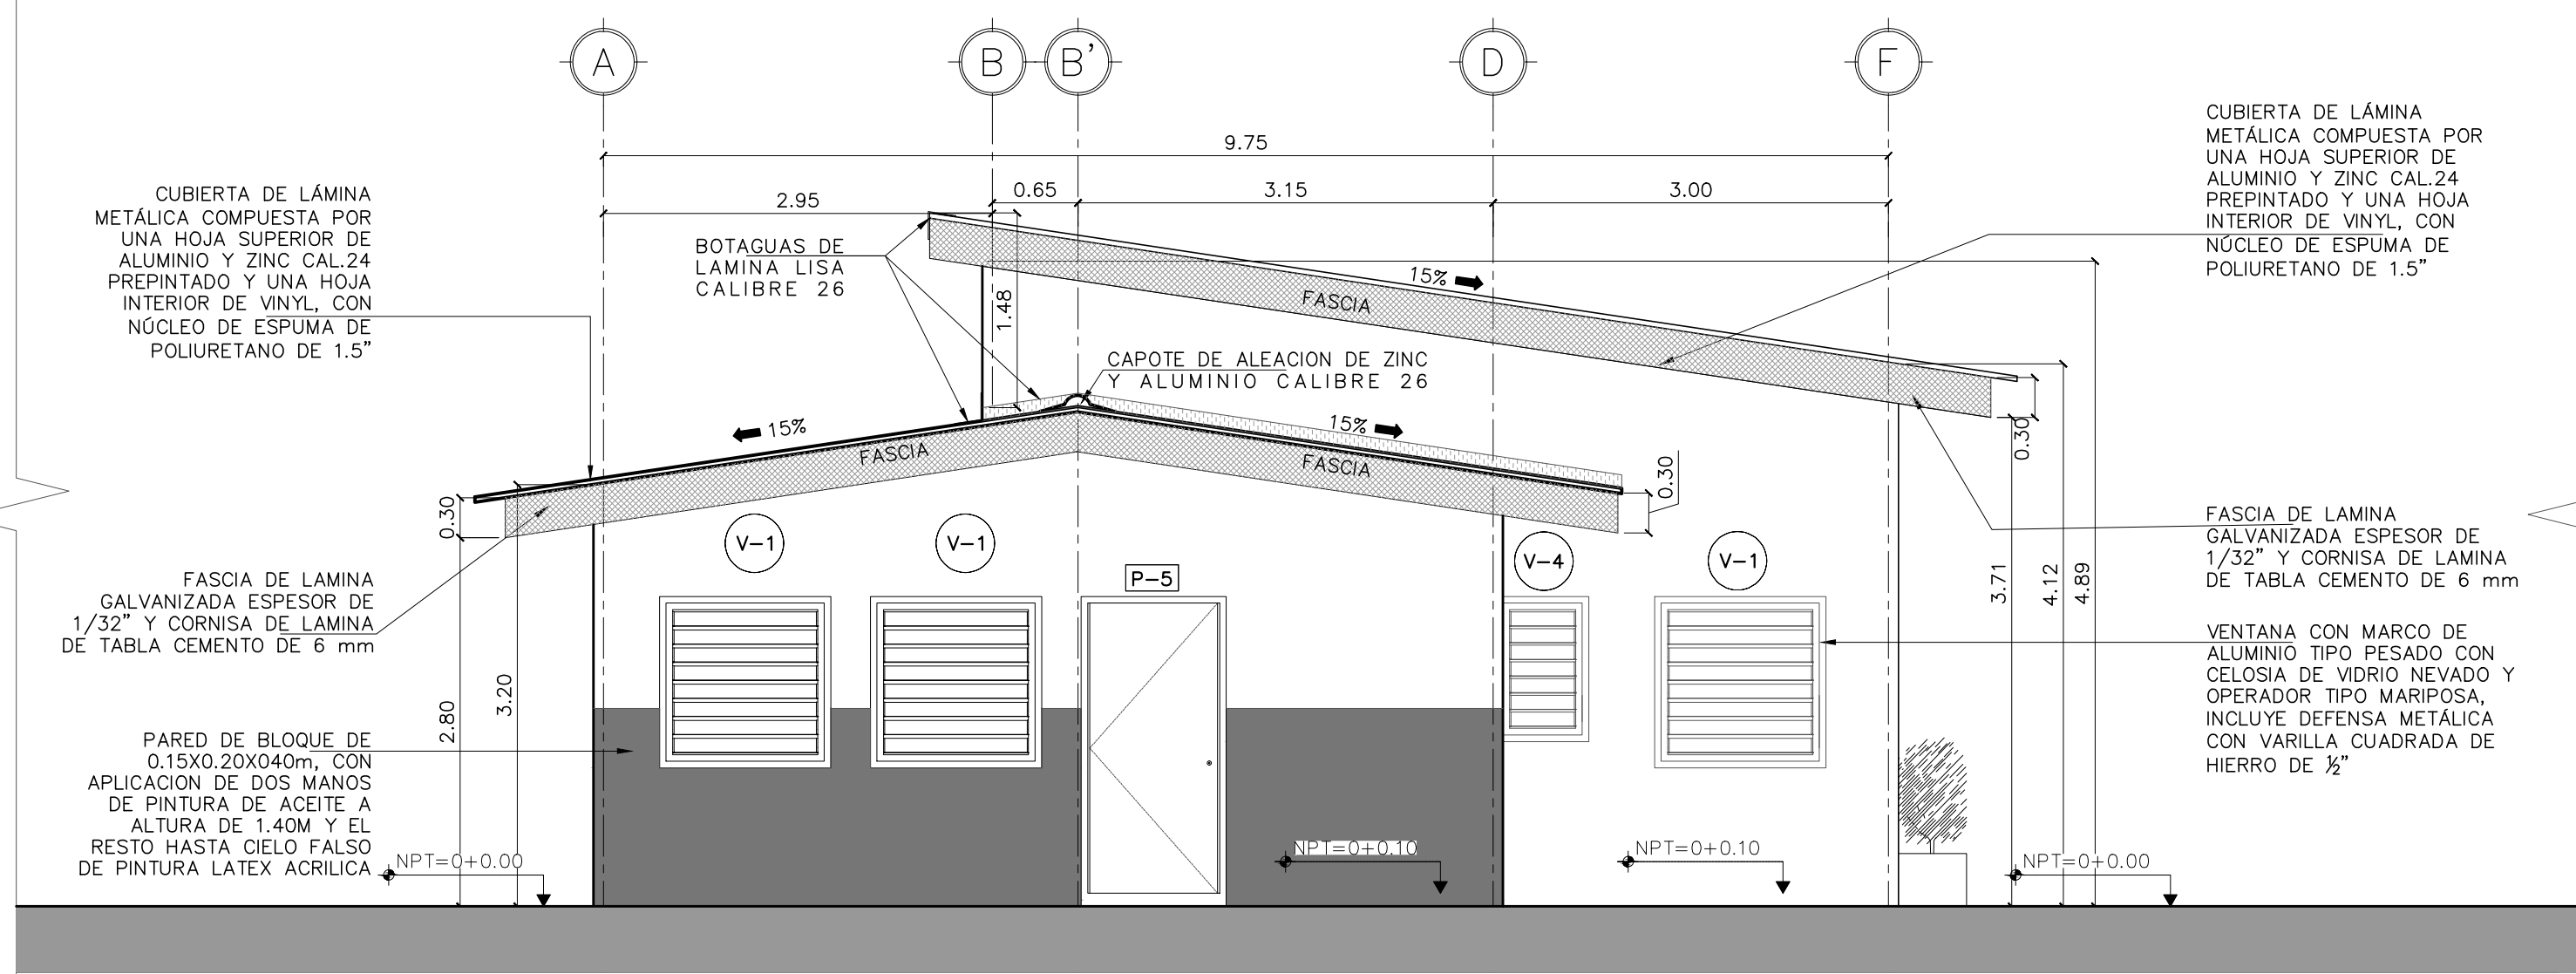 A
B
B'
D
F
9.75
2.95
0.65
3.15
3.00
CUBIERTA DE LÁMINA
METÁLICA COMPUESTA POR
UNA HOJA SUPERIOR DE
ALUMINIO Y ZINC CAL.24
PREPINTADO Y UNA HOJA
INTERIOR DE VINYL, CON
NÚCLEO DE ESPUMA DE
POLIURETANO DE 1.5”
BOTAGUAS DE
LAMINA LISA
CALIBRE 26
1.48
15%
FASCIA
CUBIERTA DE LÁMINA
METÁLICA COMPUESTA POR
UNA HOJA SUPERIOR DE
ALUMINIO Y ZINC CAL.24
PREPINTADO Y UNA HOJA
INTERIOR DE VINYL, CON
NÚCLEO DE ESPUMA DE
POLIURETANO DE 1.5”
CAPOTE DE ALEACION DE ZINC
Y ALUMINIO CALIBRE 26
15%
FASCIA
15%
FASCIA
0.30
0.30
0.30
V-1
V-1
P-5
V-4
V-1
FASCIA DE LAMINA
GALVANIZADA ESPESOR DE
1/32” Y CORNISA DE LAMINA
DE TABLA CEMENTO DE 6 mm
FASCIA DE LAMINA
GALVANIZADA ESPESOR DE
1/32” Y CORNISA DE LAMINA
DE TABLA CEMENTO DE 6 mm
2.80
3.20
3.71
4.12
4.89
VENTANA CON MARCO DE
ALUMINIO TIPO PESADO CON
CELOSIA DE VIDRIO NEVADO Y
OPERADOR TIPO MARIPOSA,
INCLUYE DEFENSA METÁLICA
CON VARILLA CUADRADA DE
HIERRO DE ½”
PARED DE BLOQUE DE
0.15X0.20X040m, CON
APLICACION DE DOS MANOS
DE PINTURA DE ACEITE A
ALTURA DE 1.40M Y EL
RESTO HASTA CIELO FALSO
DE PINTURA LATEX ACRILICA
NPT=0+0.00
NPT=0+0.10
NPT=0+0.10
NPT=0+0.00